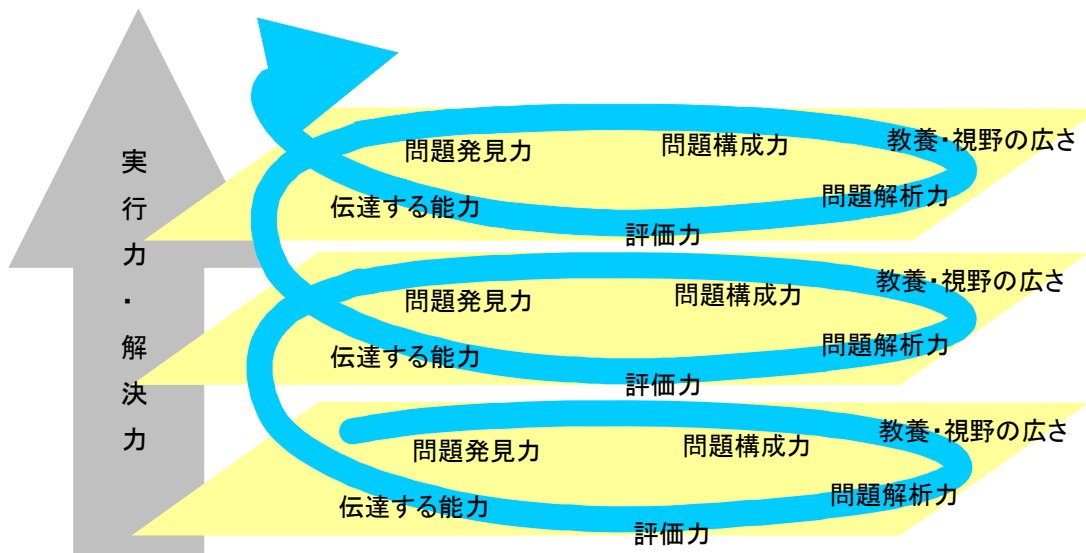 実行力・解決力
問題発見力
問題構成力
教養・視野の広さ
問題解析力
伝達する能力
評価力
問題発見力
問題構成力
教養・視野の広さ
問題解析力
伝達する能力
評価力
問題発見力
問題構成力
教養・視野の広さ
問題解析力
伝達する能力
評価力